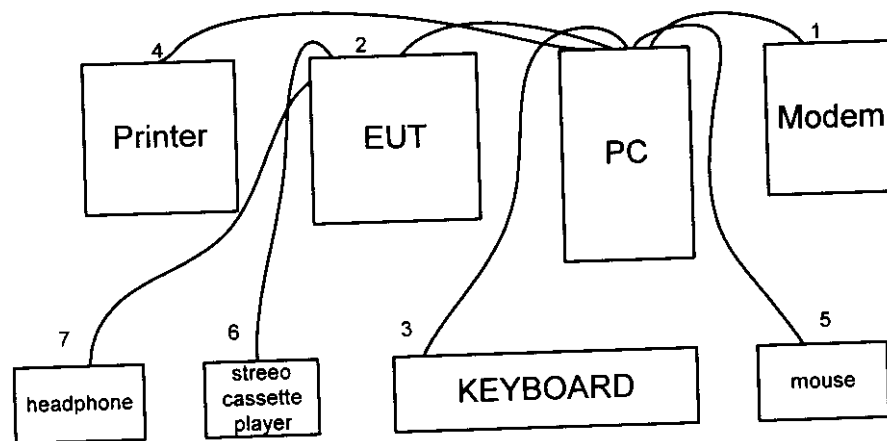 4
2
1
Printer
EUT
PC
Modem
7
6
3
5
headphone
streeo
cassette
player
KEYBOARD
mouse